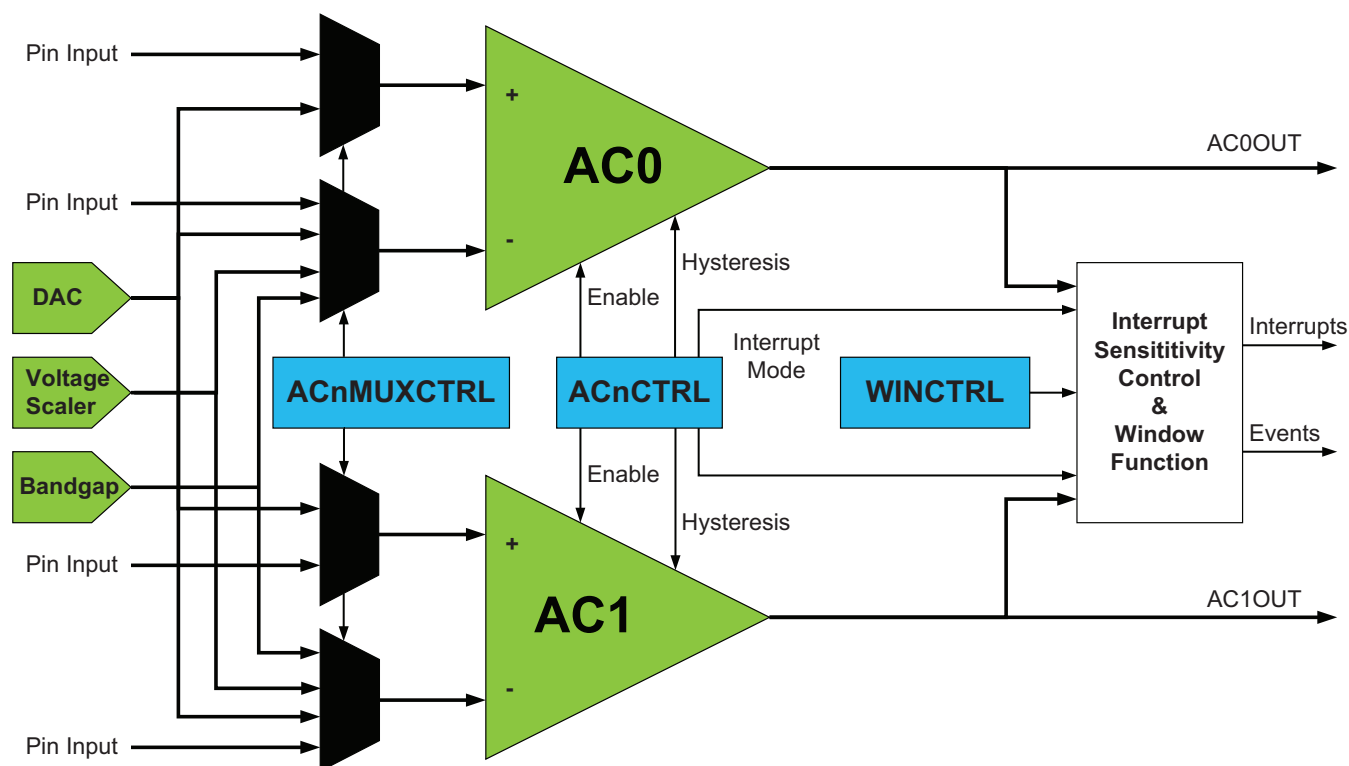 Pin Input
+
AC0
AC0OUT
Pin Input
-
Hysteresis
DAC
Enable
Interrupt
Mode
Interrupt
Sensititivity
Control
&
Window
Function
Interrupts
Voltage
Scaler
ACnMUXCTRL
ACnCTRL
WINCTRL
Events
Bandgap
Enable
Hysteresis
Pin Input
+
AC1
AC1OUT
-
Pin Input